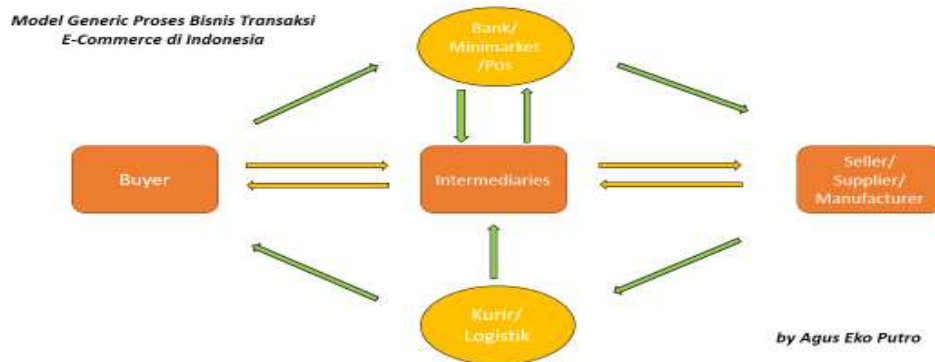 Model Generic Proses Bisnis Transaksi
E-Commerce di Indonesia
Bank/
Minimarket
/Pos
Buyer
Intermediaries
Seller/
Supplier/
Manufacturer
Kurir/
Logistik
by Agus Eko Putro